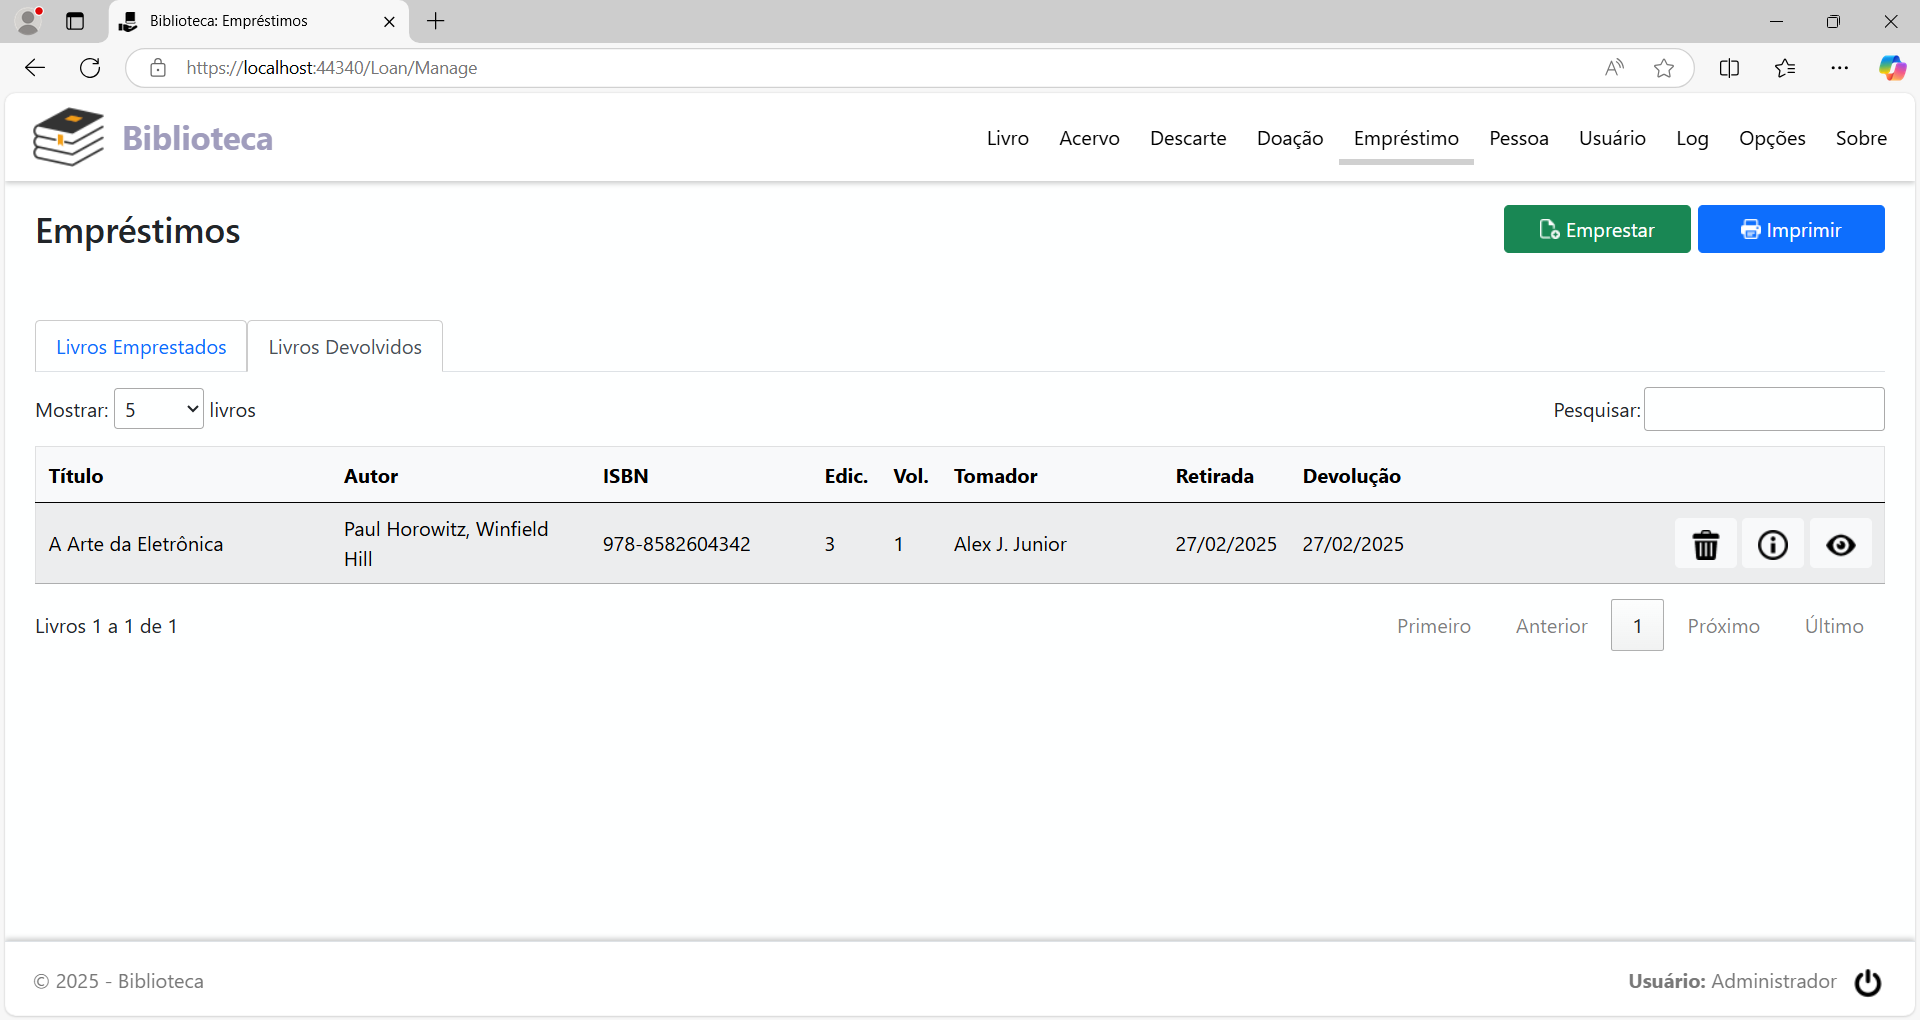 Biblioteca: Empréstimos
https://localhost:44340/Loan/Manage
Biblioteca
Livro Acervo Descarte Doação Empréstimo Pessoa Usuário Log Opções Sobre
Empréstimos
Emprestar Imprimir
Livros Emprestados Livros Devolvidos
Mostrar: 5 livros Pesquisar:
Título Autor ISBN Edic. Vol. Tomador Retirada Devolução
A Arte da Eletrônica Paul Horowitz, Winfield Hill 978-8582604342 3 1 Alex J. Junior 27/02/2025 27/02/2025
Livros 1 a 1 de 1 Primeiro Anterior 1 Próximo Último
© 2025 - Biblioteca Usuário: Administrador